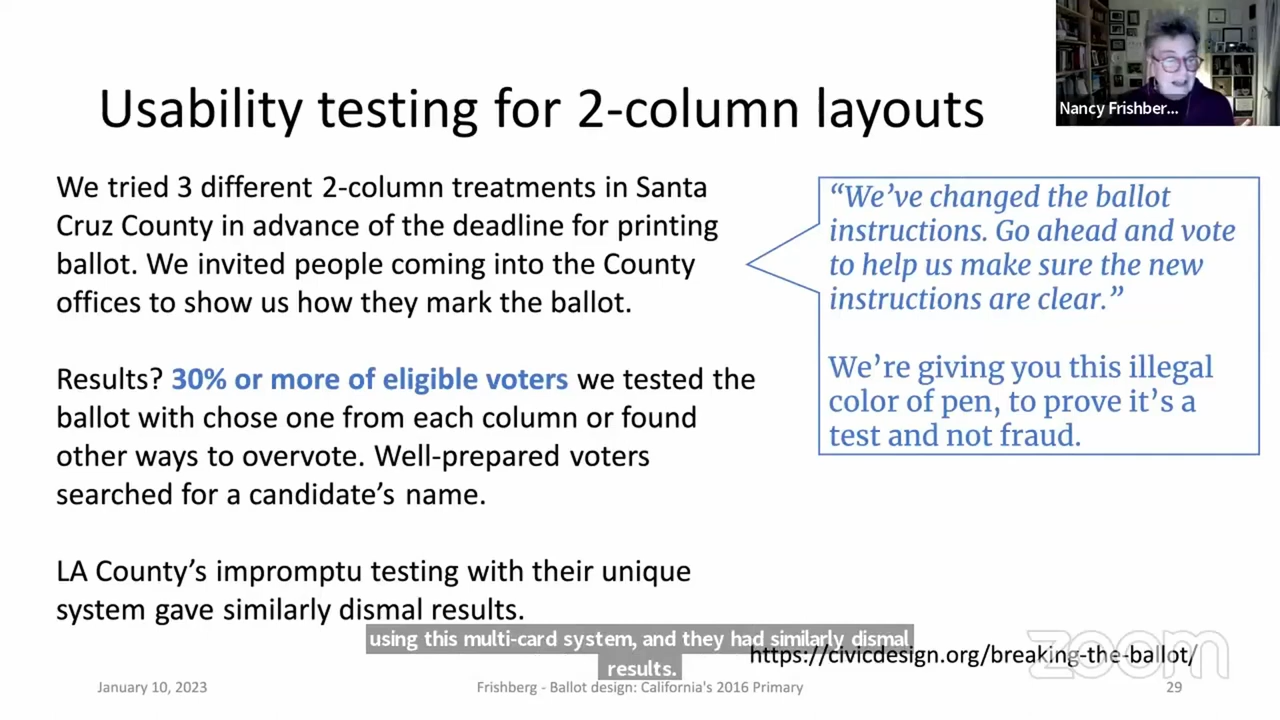 Nancy Frishber...
Usability testing for 2-column layouts
We tried 3 different 2-column treatments in Santa
Cruz County in advance of the deadline for printing
ballot. We invited people coming into the County
offices to show us how they mark the ballot.
Results? 30% or more of eligible voters we tested the
ballot with chose one from each column or found
other ways to overvote. Well-prepared voters
searched for a candidate’s name.
LA County’s impromptu testing with their unique
system gave similarly dismal results.
“We’ve changed the ballot
instructions. Go ahead and vote
to help us make sure the new
instructions are clear.”
We’re giving you this illegal
color of pen, to prove it’s a
test and not fraud.
using this multi-card system, and they had similarly dismal
results.
https://civicdesign.org/breaking-the-ballot/
zoom
January 10, 2023
Frishberg - Ballot design: California's 2016 Primary
29